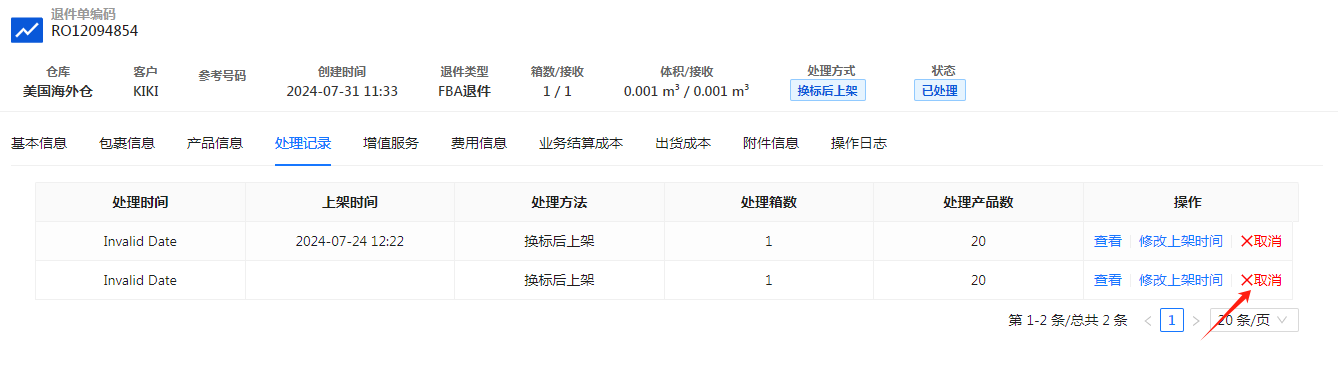 退件单编码
RO12094854
仓库 客户 参考号码 创建时间 退件类型 箱数/接收 体积/接收 处理方式 状态
美国海外仓 KIKI 2024-07-31 11:33 FBA退件 1 / 1 0.001 m³ / 0.001 m³ 换标后上架 已处理
基本信息 包裹信息 产品信息 处理记录 增值服务 费用信息 业务结算成本 出货成本 附件信息 操作日志
处理时间 上架时间 处理方法 处理箱数 处理产品数 操作
Invalid Date 2024-07-24 12:22 换标后上架 1 20 查看 修改上架时间 取消
Invalid Date 换标后上架 1 20 查看 修改上架时间 取消
第 1-2 条/总共 2 条 < 1 > 20 条/页